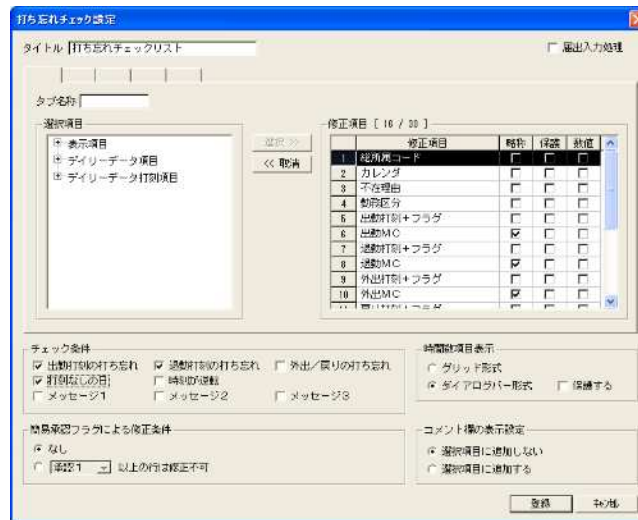 打ち忘れチェック設定
タイトル 打ち忘れチェックリスト
届出入力処理
タブ名称
選択項目
表示項目
デイリーデータ項目
デイリーデータ打刻項目
選択 >>
<< 取消
修正項目 [ 16 / 30 ]
修正項目 略称 保護 数値
1 総所属コード
2 カレンダ
3 不在理由
4 勤務区分
5 出勤打刻+フラグ
6 出勤MC
7 退勤打刻+フラグ
8 退勤MC
9 外出打刻+フラグ
10 外出MC
11 戻り打刻+フラグ
チェック条件
出勤打刻の打ち忘れ 退勤打刻の打ち忘れ 外出/戻りの打ち忘れ
打刻なしの日 時刻が逆転
メッセージ1 メッセージ2 メッセージ3
時間数項目表示
グリッド形式
ダイアログバー形式 保護する
簡易承認フラグによる修正条件
なし
承認1 以上の行は修正不可
コメント欄の表示設定
選択項目に追加しない
選択項目に追加する
登録 キャンセル